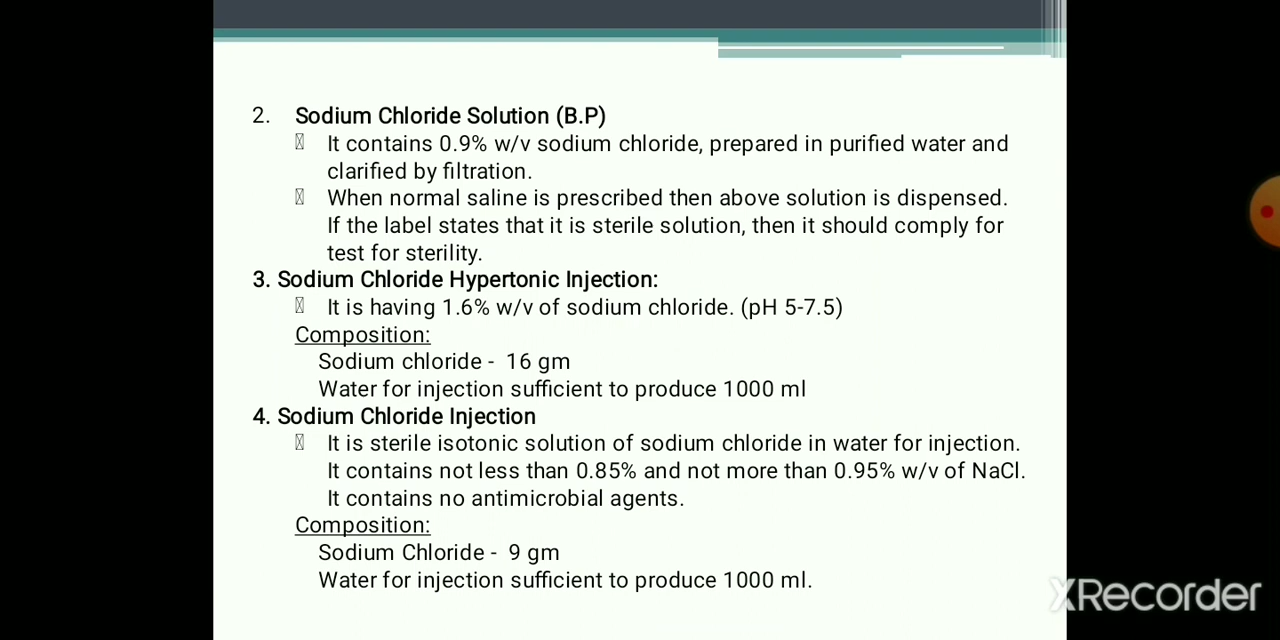 2. Sodium Chloride Solution (B.P)
It contains 0.9% w/v sodium chloride, prepared in purified water and
clarified by filtration.
When normal saline is prescribed then above solution is dispensed.
If the label states that it is sterile solution, then it should comply for
test for sterility.
3. Sodium Chloride Hypertonic Injection:
It is having 1.6% w/v of sodium chloride. (pH 5-7.5)
Composition:
Sodium chloride - 16 gm
Water for injection sufficient to produce 1000 ml
4. Sodium Chloride Injection
It is sterile isotonic solution of sodium chloride in water for injection.
It contains not less than 0.85% and not more than 0.95% w/v of NaCl.
It contains no antimicrobial agents.
Composition:
Sodium Chloride - 9 gm
Water for injection sufficient to produce 1000 ml.
XRecorder